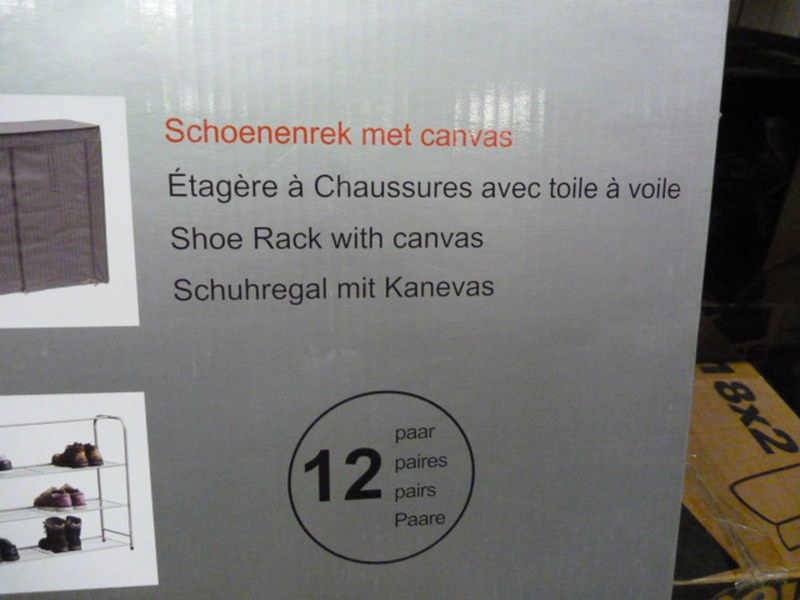 Schoenenrek met canvas
Étagère à Chaussures avec toile à voile
Shoe Rack with canvas
Schuhregal mit Kanevas
12
paar
paires
pairs
Paare
18x2